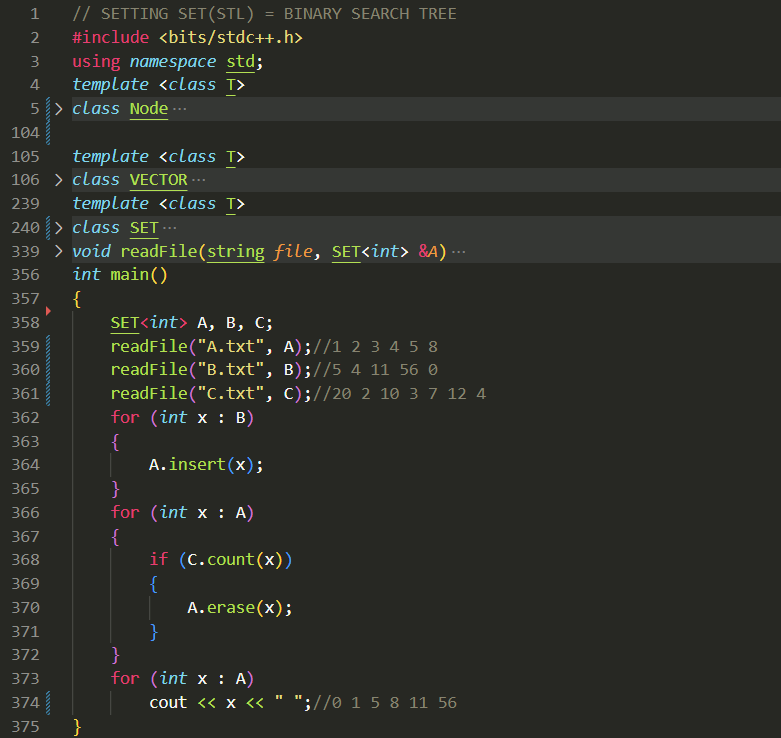 1 // SETTING SET(STL) = BINARY SEARCH TREE
2 #include <bits/stdc++.h>
3 using namespace std;
4 template <class T>
5 class Node ···
104
105 template <class T>
106 class VECTOR ···
239 template <class T>
240 class SET ···
339 void readFile(string file, SET<int> &A) ···
356 int main()
357 {
358 SET<int> A, B, C;
359 readFile("A.txt", A);//1 2 3 4 5 8
360 readFile("B.txt", B);//5 4 11 56 0
361 readFile("C.txt", C);//20 2 10 3 7 12 4
362 for (int x : B)
363 {
364 A.insert(x);
365 }
366 for (int x : A)
367 {
368 if (C.count(x))
369 {
370 A.erase(x);
371 }
372 }
373 for (int x : A)
374 cout << x << " ";//0 1 5 8 11 56
375 }